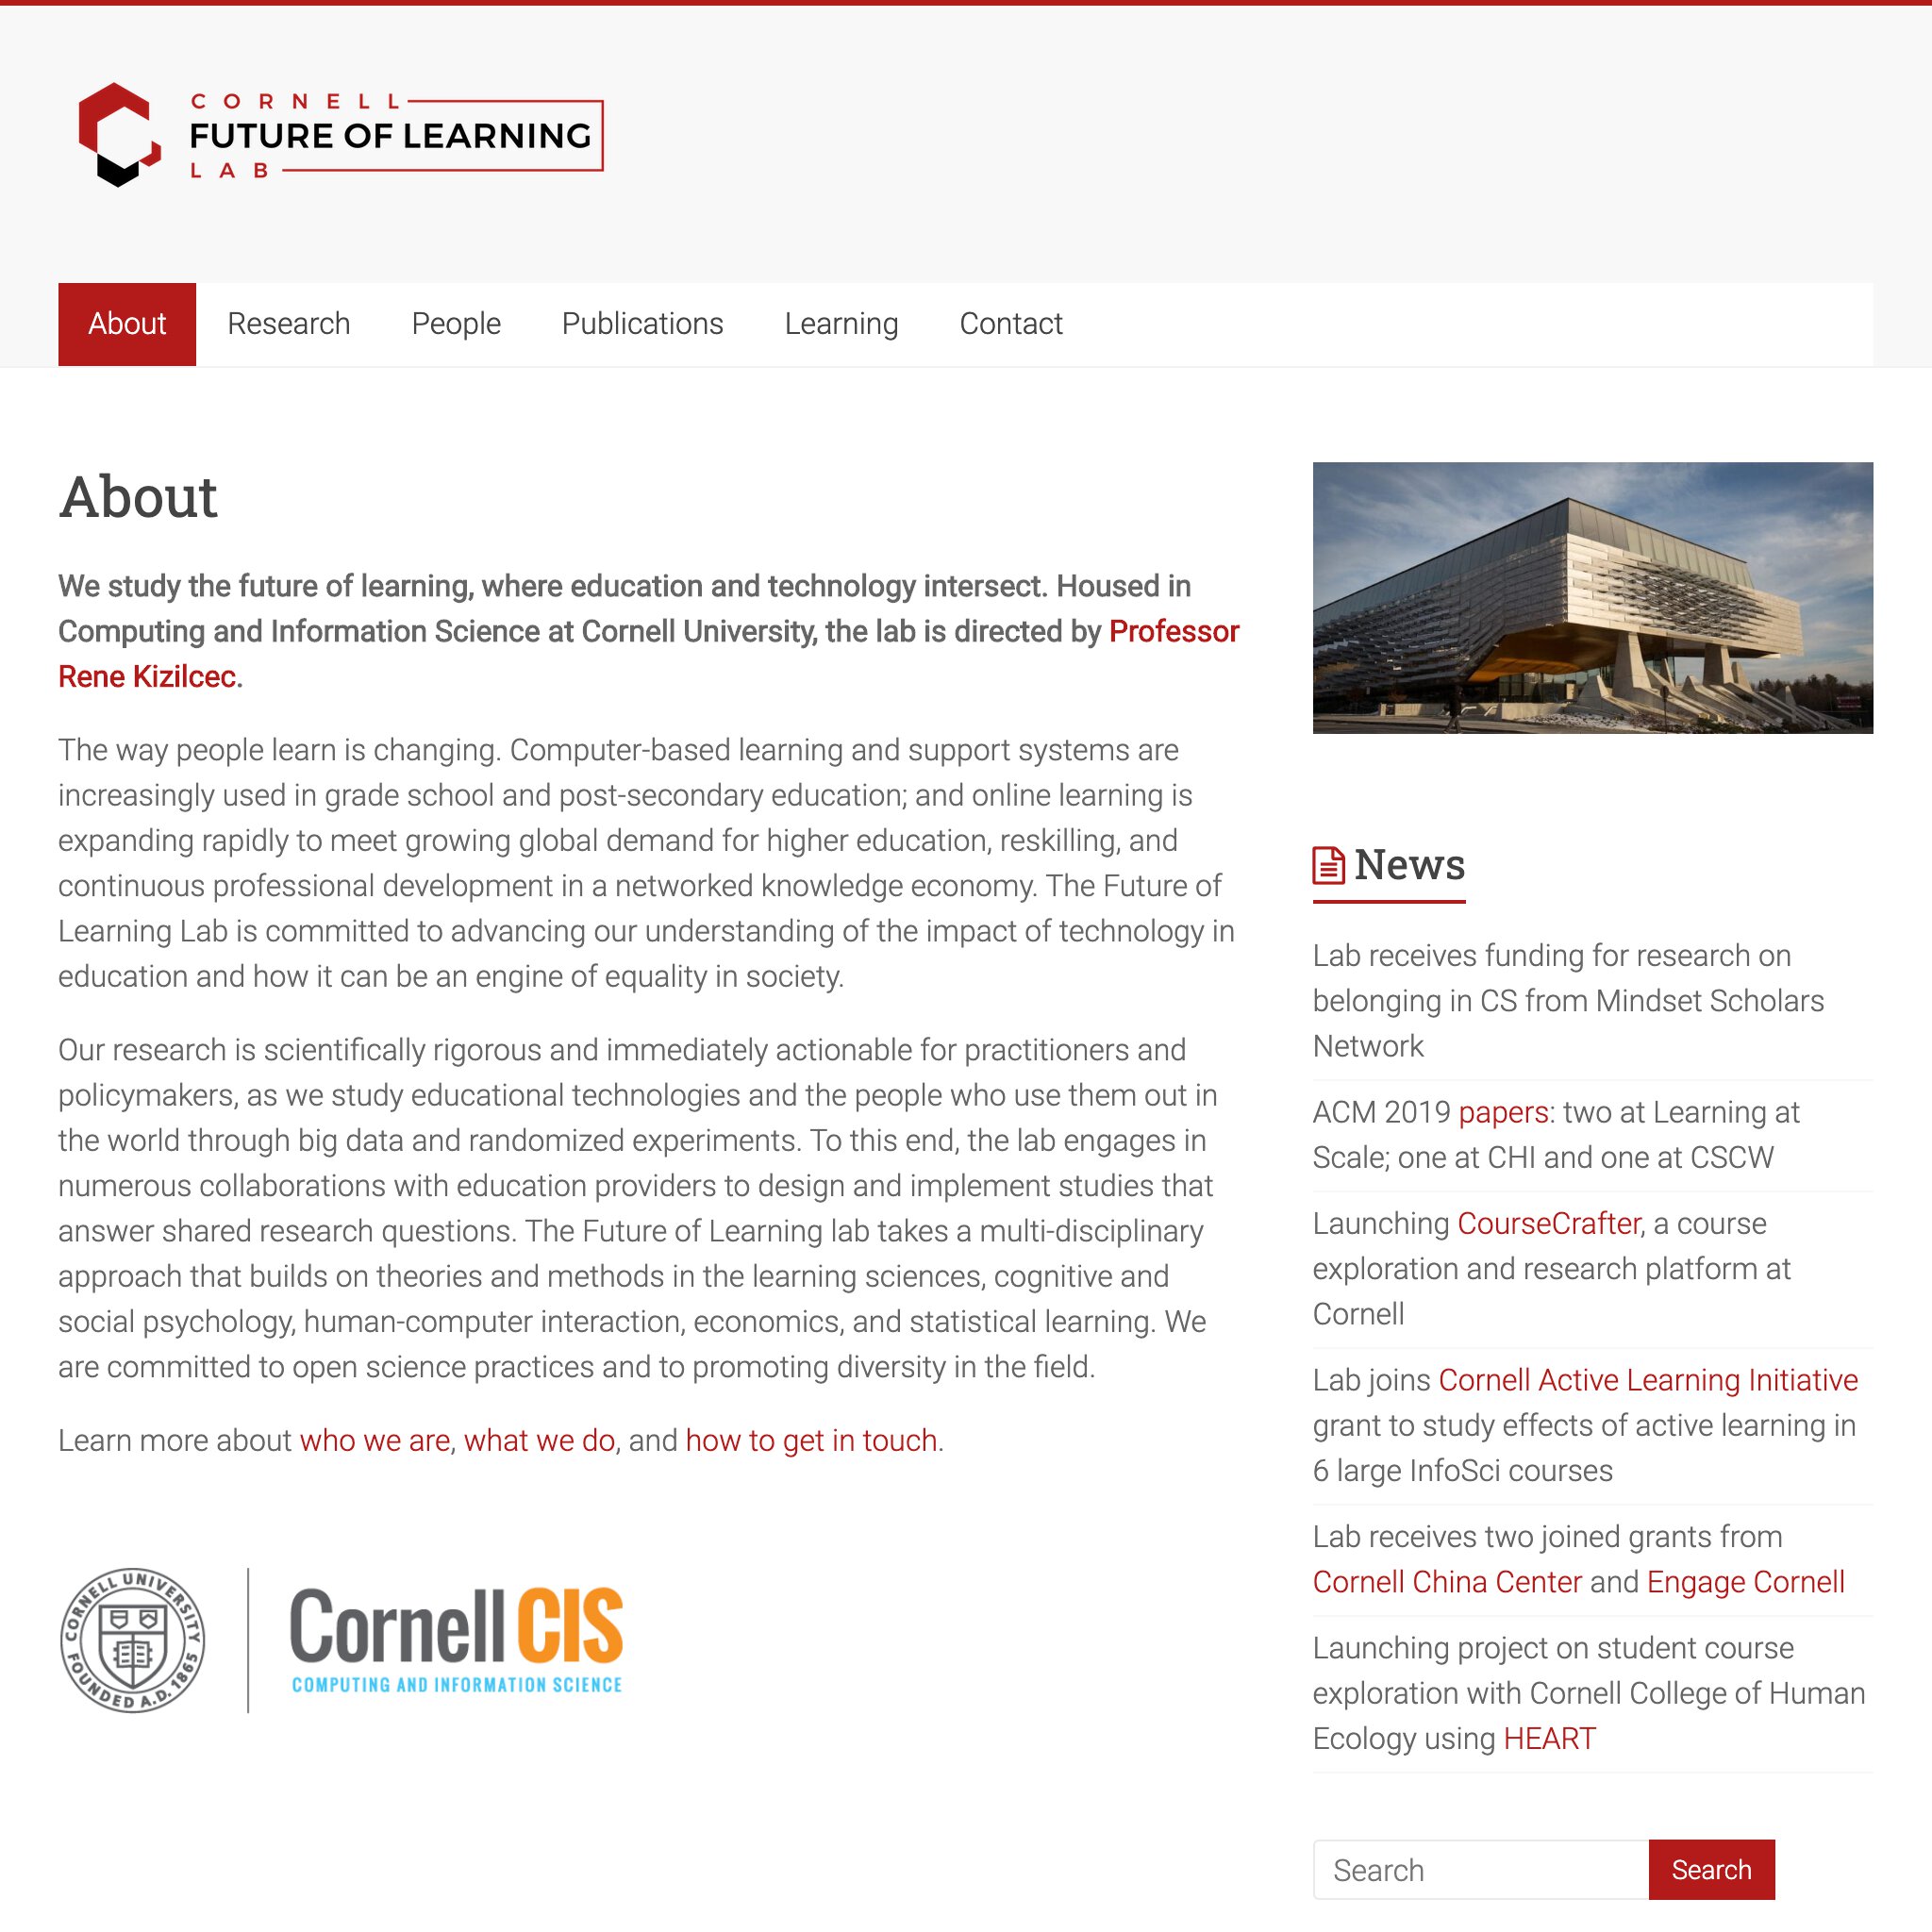 CORNELL
FUTURE OF LEARNING
LAB
About Research People Publications Learning Contact
About
We study the future of learning, where education and technology intersect. Housed in
Computing and Information Science at Cornell University, the lab is directed by Professor
Rene Kizilcec.
The way people learn is changing. Computer-based learning and support systems are
increasingly used in grade school and post-secondary education; and online learning is
expanding rapidly to meet growing global demand for higher education, reskilling, and
continuous professional development in a networked knowledge economy. The Future of
Learning Lab is committed to advancing our understanding of the impact of technology in
education and how it can be an engine of equality in society.
Our research is scientifically rigorous and immediately actionable for practitioners and
policymakers, as we study educational technologies and the people who use them out in
the world through big data and randomized experiments. To this end, the lab engages in
numerous collaborations with education providers to design and implement studies that
answer shared research questions. The Future of Learning lab takes a multi-disciplinary
approach that builds on theories and methods in the learning sciences, cognitive and
social psychology, human-computer interaction, economics, and statistical learning. We
are committed to open science practices and to promoting diversity in the field.
Learn more about who we are, what we do, and how to get in touch.
CORNELL UNIVERSITY
FOUNDED A.D. 1865
Cornell CIS
COMPUTING AND INFORMATION SCIENCE
News
Lab receives funding for research on
belonging in CS from Mindset Scholars
Network
ACM 2019 papers: two at Learning at
Scale; one at CHI and one at CSCW
Launching CourseCrafter, a course
exploration and research platform at
Cornell
Lab joins Cornell Active Learning Initiative
grant to study effects of active learning in
6 large InfoSci courses
Lab receives two joined grants from
Cornell China Center and Engage Cornell
Launching project on student course
exploration with Cornell College of Human
Ecology using HEART
Search Search